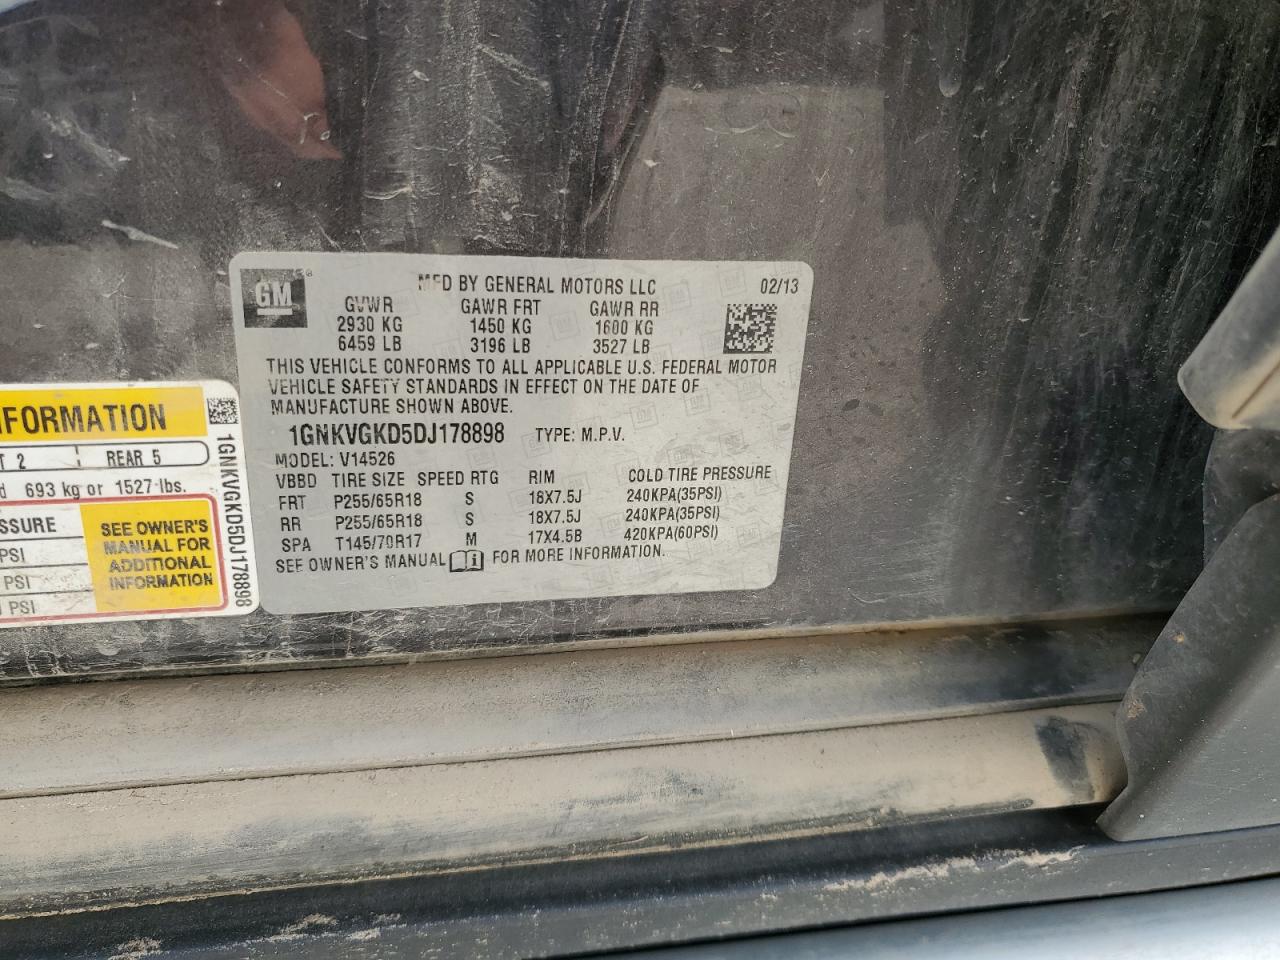 GM
MFD BY GENERAL MOTORS LLC 02/13
GVWR GAWR FRT GAWR RR
2930 KG 1450 KG 1600 KG
6459 LB 3196 LB 3527 LB
THIS VEHICLE CONFORMS TO ALL APPLICABLE U.S. FEDERAL MOTOR
VEHICLE SAFETY STANDARDS IN EFFECT ON THE DATE OF
MANUFACTURE SHOWN ABOVE.
1GNKVGKD5DJ178898 TYPE: M.P.V.
MODEL: V14526
VBBD TIRE SIZE SPEED RTG RIM COLD TIRE PRESSURE
FRT P255/65R18 S 18X7.5J 240KPA(35PSI)
RR P255/65R18 S 18X7.5J 240KPA(35PSI)
SPA T145/70R17 M 17X4.5B 420KPA(60PSI)
SEE OWNER'S MANUAL FOR MORE INFORMATION.
FORMATION
T 2 REAR 5
d 693 kg or 1527 lbs.
SSURE
PSI
PSI
PSI
SEE OWNER'S
MANUAL FOR
ADDITIONAL
INFORMATION
1GNKVGKD5DJ178898